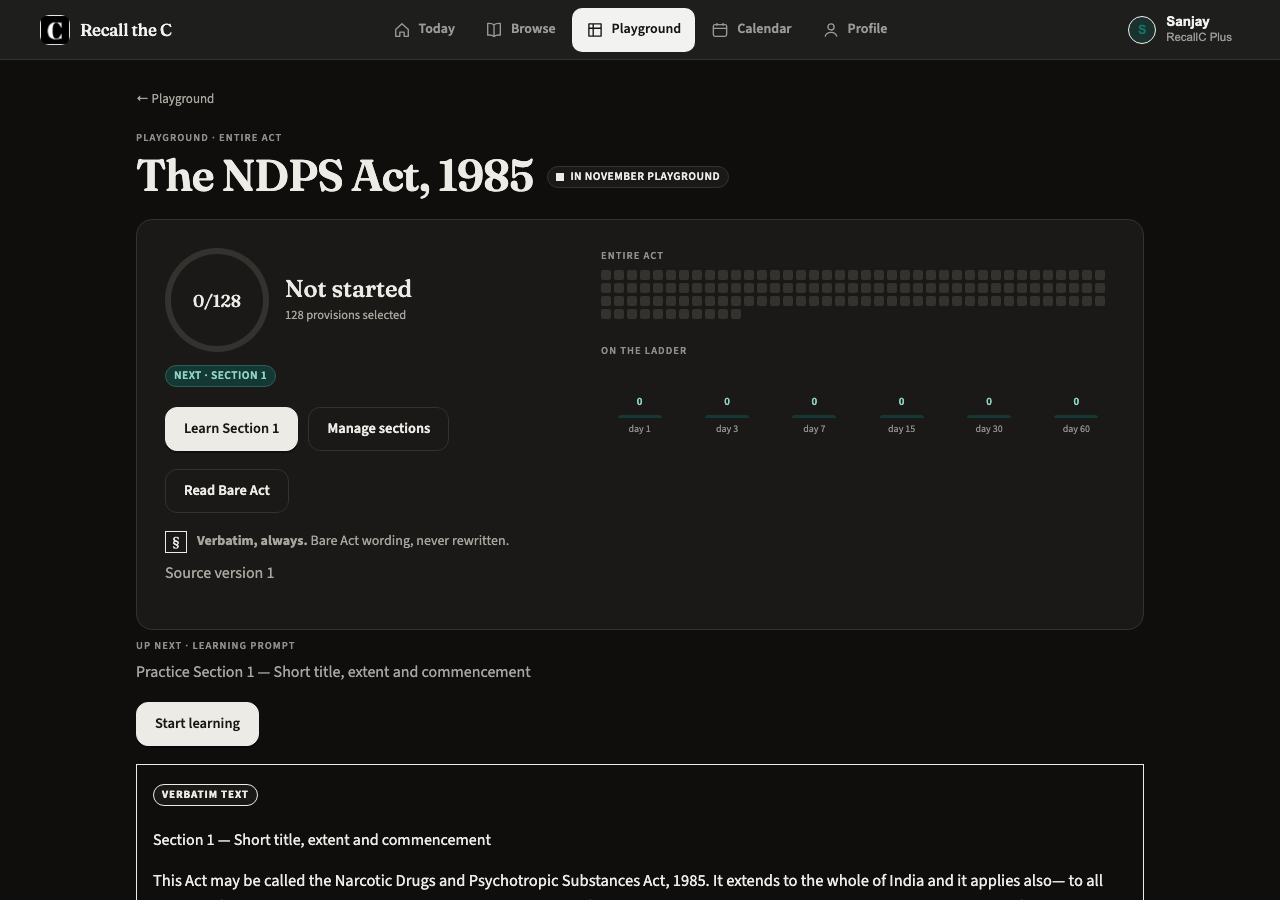 C Recall the C
Today
Browse
Playground
Calendar
Profile
S
Sanjay
RecallC Plus
← Playground
PLAYGROUND · ENTIRE ACT
The NDPS Act, 1985
IN NOVEMBER PLAYGROUND
0/128
Not started
128 provisions selected
NEXT · SECTION 1
Learn Section 1
Manage sections
Read Bare Act
§ Verbatim, always. Bare Act wording, never rewritten.
Source version 1
ENTIRE ACT
ON THE LADDER
0 0 0 0 0 0
day 1 day 3 day 7 day 15 day 30 day 60
UP NEXT · LEARNING PROMPT
Practice Section 1 — Short title, extent and commencement
Start learning
VERBATIM TEXT
Section 1 — Short title, extent and commencement
This Act may be called the Narcotic Drugs and Psychotropic Substances Act, 1985. It extends to the whole of India and it applies also— to all